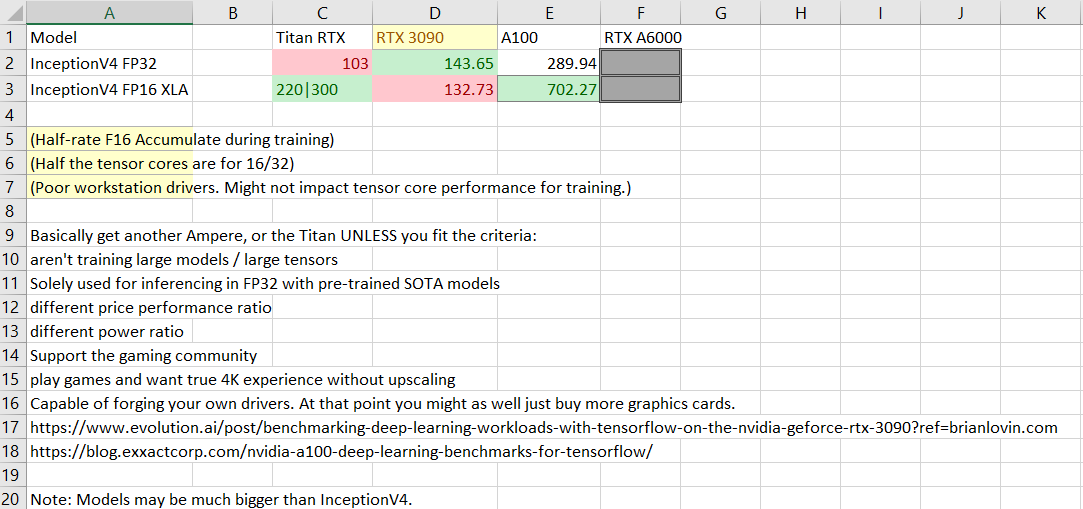 A B C D E F G H I J K
1 Model Titan RTX RTX 3090 A100 RTX A6000
2 InceptionV4 FP32 103 143.65 289.94
3 InceptionV4 FP16 XLA 220|300 132.73 702.27
4
5 (Half-rate F16 Accumulate during training)
6 (Half the tensor cores are for 16/32)
7 (Poor workstation drivers. Might not impact tensor core performance for training.)
8
9 Basically get another Ampere, or the Titan UNLESS you fit the criteria:
10 aren't training large models / large tensors
11 Solely used for inferencing in FP32 with pre-trained SOTA models
12 different price performance ratio
13 different power ratio
14 Support the gaming community
15 play games and want true 4K experience without upscaling
16 Capable of forging your own drivers. At that point you might as well just buy more graphics cards.
17 https://www.evolution.ai/post/benchmarking-deep-learning-workloads-with-tensorflow-on-the-nvidia-geforce-rtx-3090?ref=brianlovin.com
18 https://blog.exxactcorp.com/nvidia-a100-deep-learning-benchmarks-for-tensorflow/
19
20 Note: Models may be much bigger than InceptionV4.